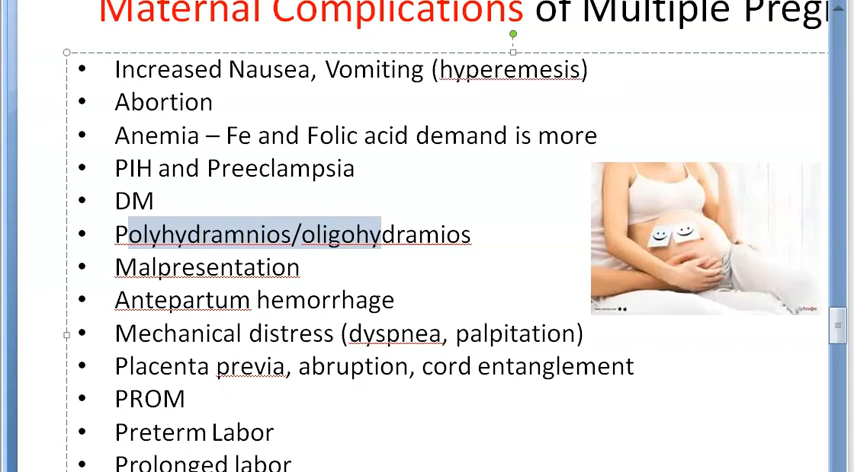 Maternal Complications of Multiple
• Increased Nausea, Vomiting (hyperemesis)
• Abortion
• Anemia – Fe and Folic acid demand is more
• PIH and Preeclampsia
• DM
• Polyhydramnios/oligohydramios
• Malpresentation
• Antepartum hemorrhage
• Mechanical distress (dyspnea, palpitation)
• Placenta previa, abruption, cord entanglement
• PROM
• Preterm Labor
• Prolonged labor